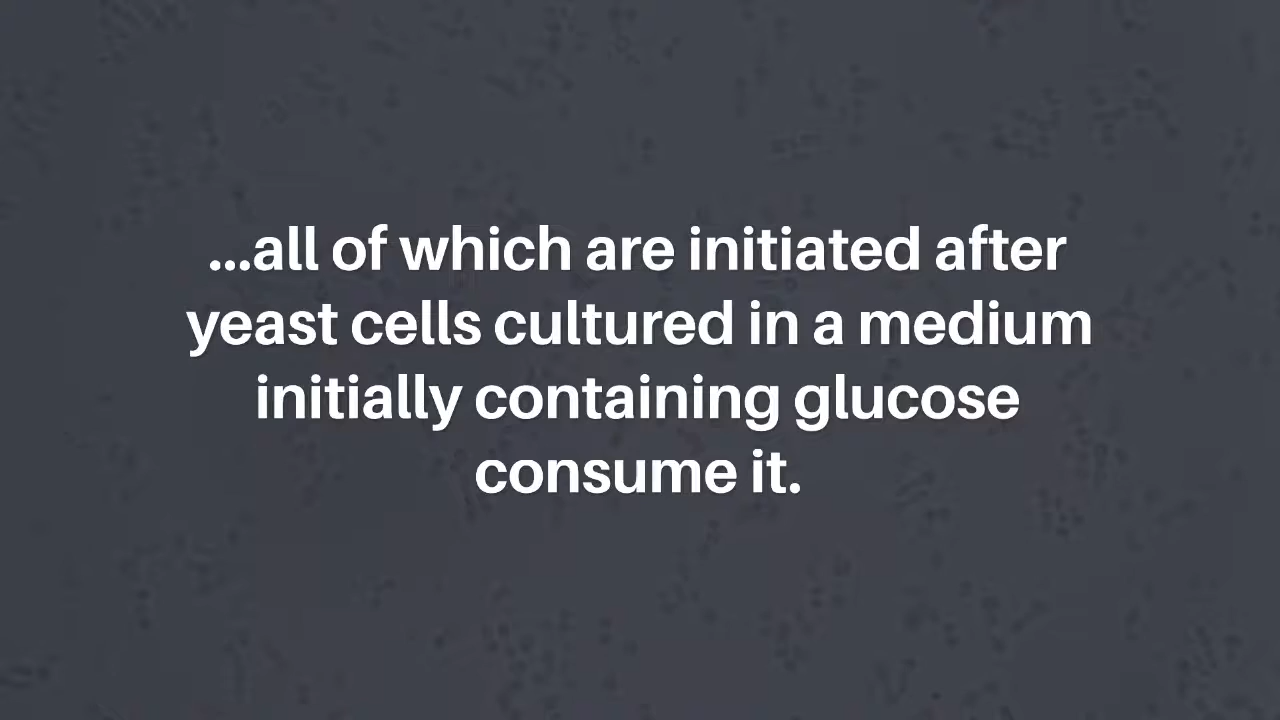 ...all of which are initiated after
yeast cells cultured in a medium
initially containing glucose
consume it.